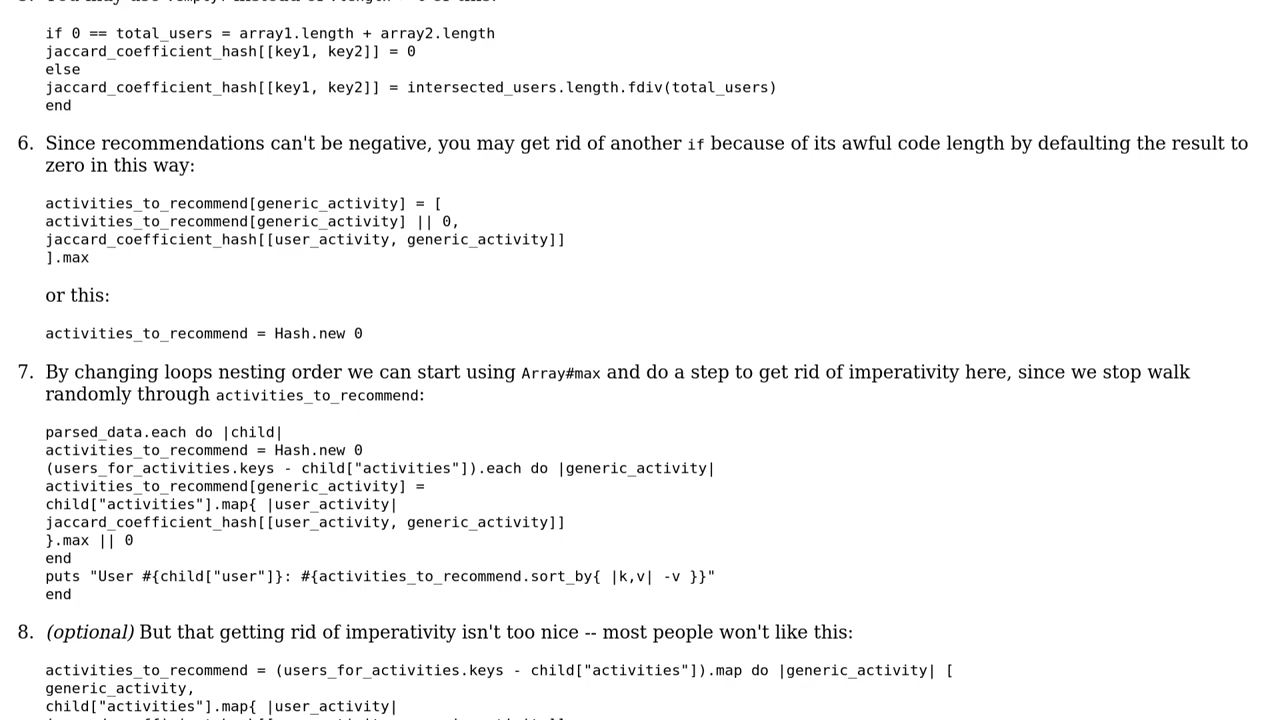 if 0 == total_users = array1.length + array2.length
jaccard_coefficient_hash[[key1, key2]] = 0
else
jaccard_coefficient_hash[[key1, key2]] = intersected_users.length.fdiv(total_users)
end
6. Since recommendations can't be negative, you may get rid of another if because of its awful code length by defaulting the result to
zero in this way:
activities_to_recommend[generic_activity] = [
activities_to_recommend[generic_activity] || 0,
jaccard_coefficient_hash[[user_activity, generic_activity]]
].max
or this:
activities_to_recommend = Hash.new 0
7. By changing loops nesting order we can start using Array#max and do a step to get rid of imperativity here, since we stop walk
randomly through activities_to_recommend:
parsed_data.each do |child|
activities_to_recommend = Hash.new 0
(users_for_activities.keys - child["activities"]).each do |generic_activity|
activities_to_recommend[generic_activity] =
child["activities"].map{ |user_activity|
jaccard_coefficient_hash[[user_activity, generic_activity]]
}.max || 0
end
puts "User #{child["user"]}: #{activities_to_recommend.sort_by{ |k,v| -v }}"
end
8. (optional) But that getting rid of imperativity isn't too nice -- most people won't like this:
activities_to_recommend = (users_for_activities.keys - child["activities"]).map do |generic_activity| [
generic_activity,
child["activities"].map{ |user_activity|